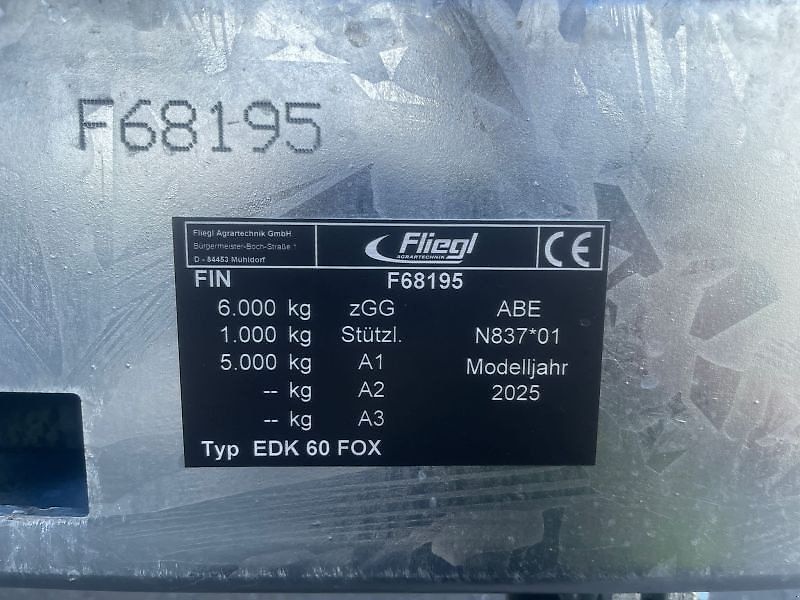 F68195
Fliegl Agrartechnik GmbH
Bürgermeister-Boch-Straße 1
D - 84453 Mühldorf
Fliegl
AGRARTECHNIK
CE
FIN F68195
6.000 kg zGG ABE
1.000 kg Stützl. N837*01
5.000 kg A1 Modelljahr
-- kg A2 2025
-- kg A3
Typ EDK 60 FOX